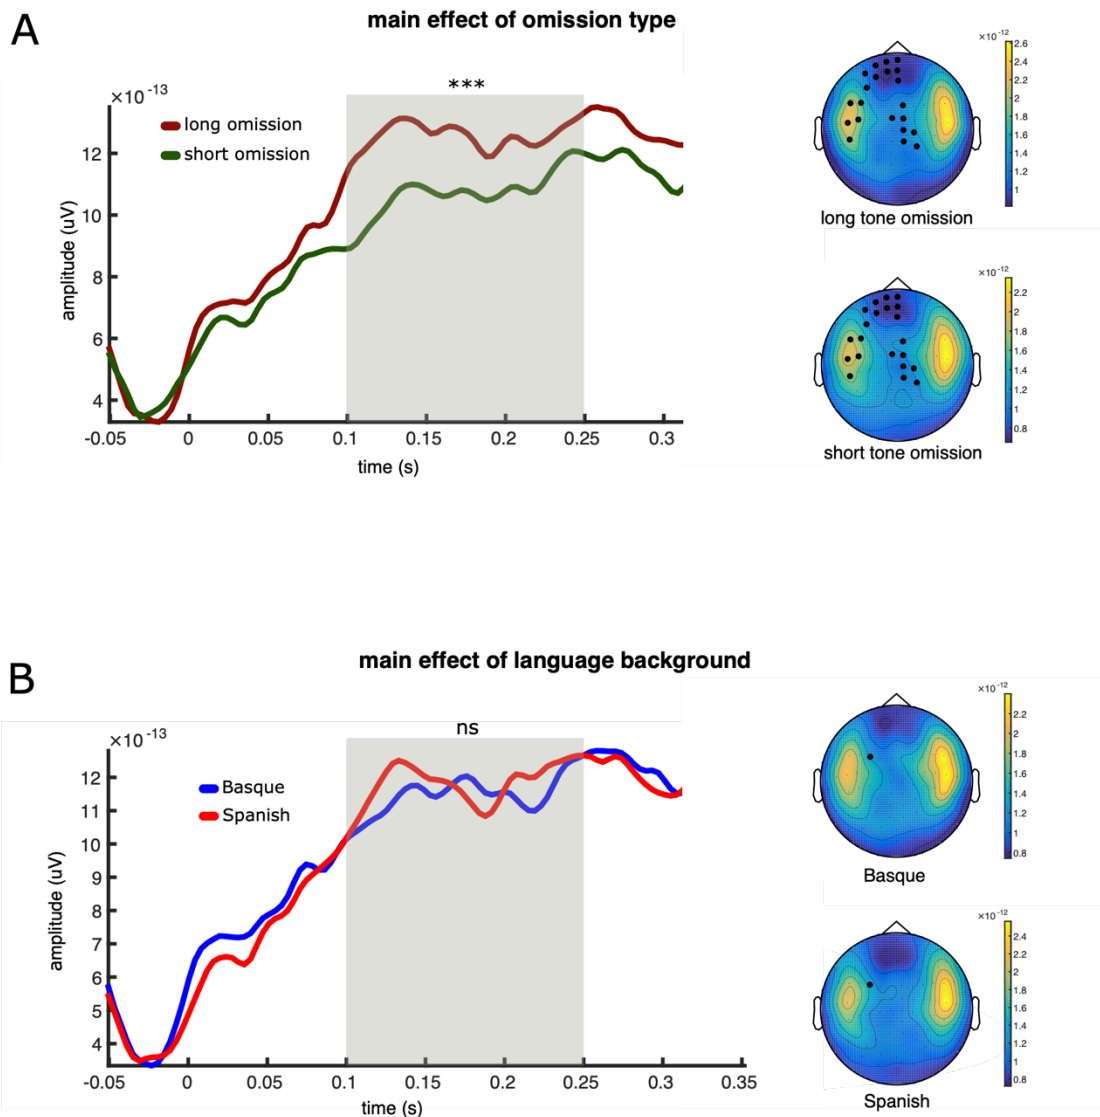 A
main effect of omission type
×10⁻¹³
***
long omission
short omission
12
10
8
6
4
amplitude (uV)
-0.05 0 0.05 0.1 0.15 0.2 0.25 0.3
time (s)
×10⁻¹²
2.6
2.4
2.2
2
1.8
1.6
1.4
1.2
1
long tone omission
×10⁻¹²
2.2
2
1.8
1.6
1.4
1.2
1
0.8
short tone omission
B
main effect of language background
×10⁻¹³
ns
Basque
Spanish
12
11
10
9
8
7
6
5
4
amplitude (uV)
-0.05 0 0.05 0.1 0.15 0.2 0.25 0.3 0.35
time (s)
×10⁻¹²
2.2
2
1.8
1.6
1.4
1.2
1
0.8
Basque
×10⁻¹²
2.4
2.2
2
1.8
1.6
1.4
1.2
1
0.8
Spanish